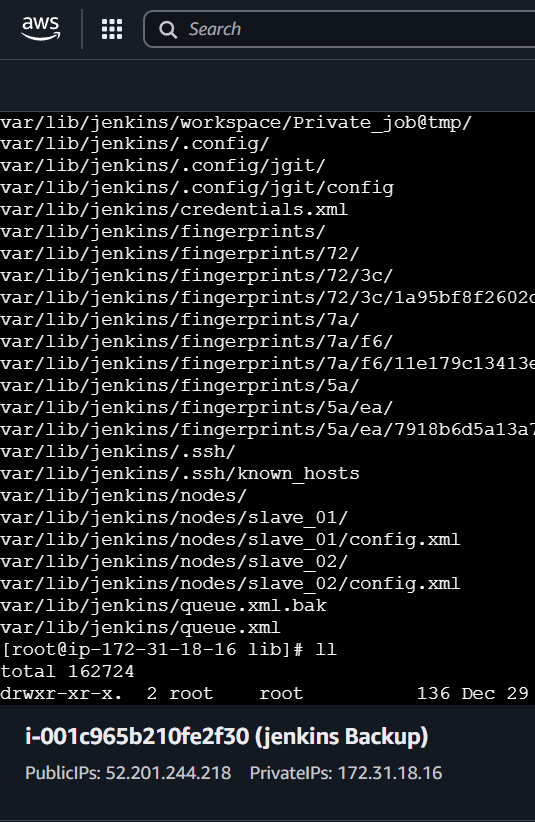 aws
Search
var/lib/jenkins/workspace/Private_job@tmp/
var/lib/jenkins/.config/
var/lib/jenkins/.config/jgit/
var/lib/jenkins/.config/jgit/config
var/lib/jenkins/credentials.xml
var/lib/jenkins/fingerprints/
var/lib/jenkins/fingerprints/72/
var/lib/jenkins/fingerprints/72/3c/
var/lib/jenkins/fingerprints/72/3c/1a95bf8f2602
var/lib/jenkins/fingerprints/7a/
var/lib/jenkins/fingerprints/7a/f6/
var/lib/jenkins/fingerprints/7a/f6/11e179c13413e
var/lib/jenkins/fingerprints/5a/
var/lib/jenkins/fingerprints/5a/ea/
var/lib/jenkins/fingerprints/5a/ea/7918b6d5a13a7
var/lib/jenkins/.ssh/
var/lib/jenkins/.ssh/known_hosts
var/lib/jenkins/nodes/
var/lib/jenkins/nodes/slave_01/
var/lib/jenkins/nodes/slave_01/config.xml
var/lib/jenkins/nodes/slave_02/
var/lib/jenkins/nodes/slave_02/config.xml
var/lib/jenkins/queue.xml.bak
var/lib/jenkins/queue.xml
[root@ip-172-31-18-16 lib]# ll
total 162724
drwxr-xr-x. 2 root root 136 Dec 29
i-001c965b210fe2f30 (jenkins Backup)
PublicIPs: 52.201.244.218 PrivateIPs: 172.31.18.16